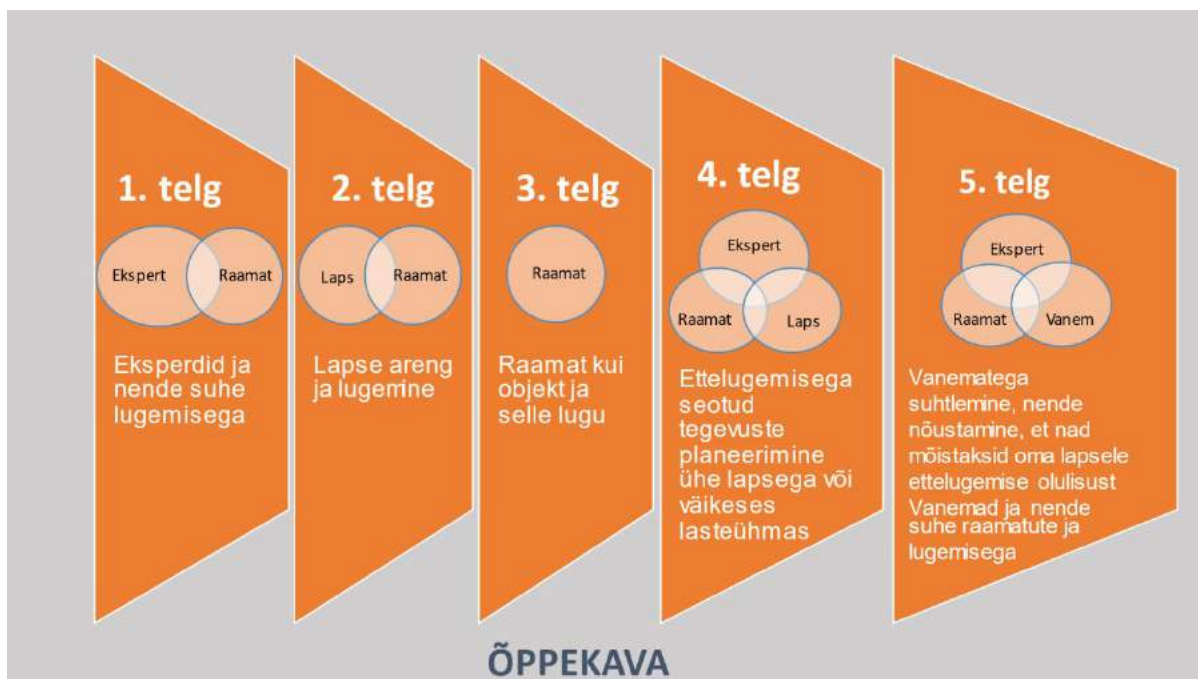 1. telg
Ekspert
Raamat
Eksperdid ja
nende suhe
lugemisega
2. telg
Laps
Raamat
Lapse areng
ja lugemine
3. telg
Raamat
Raamat kui
objekt ja
selle lugu
4. telg
Ekspert
Raamat
Laps
Ettelugemisega
seotud
tegevuste
planeerimine
ühe lapsega või
väikeses
lasteühmas
5. telg
Ekspert
Raamat
Vanem
Vanematega
suhtlemine, nende
nõustamine, et nad
mõistaksid oma lapsele
ettelugemise olulisust
Vanemad ja nende
suhe raamatute ja
lugemisega
ÕPPEKAVA